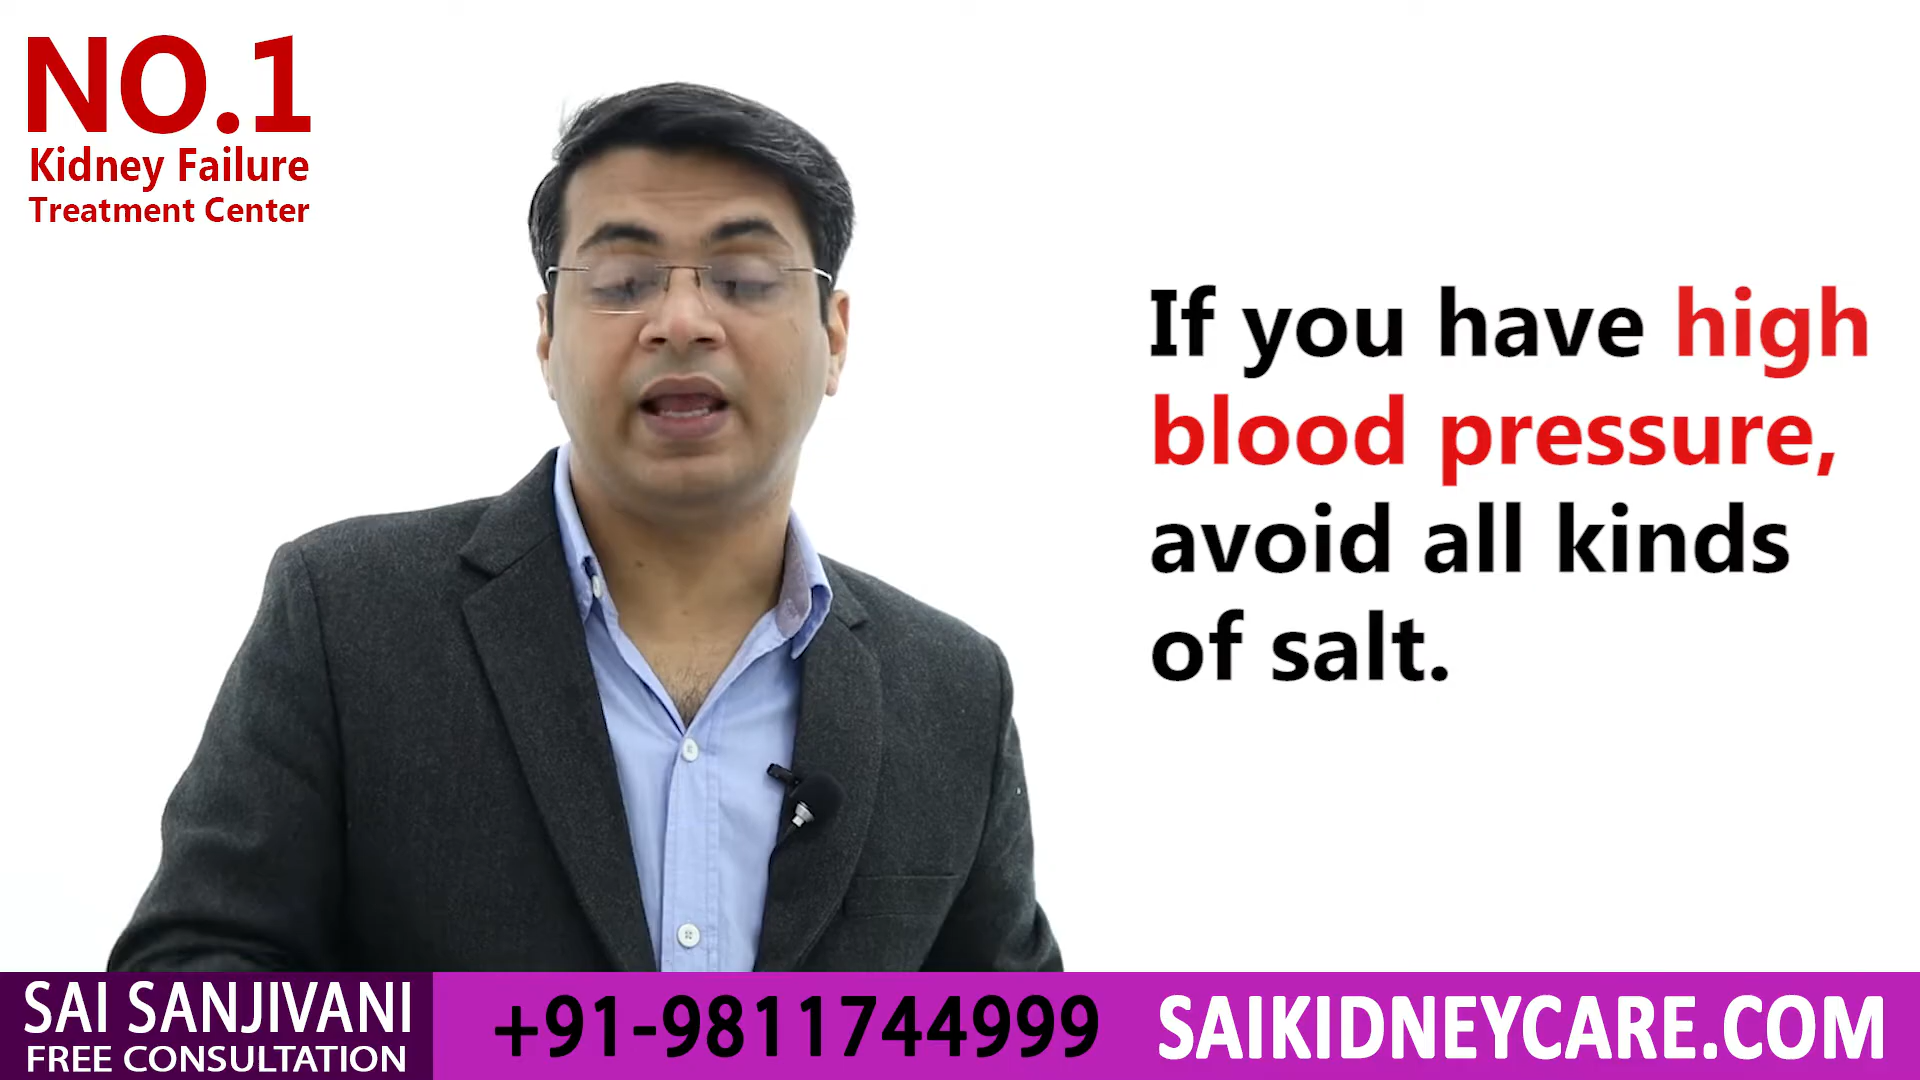 NO.1
Kidney Failure
Treatment Center
If you have high
blood pressure,
avoid all kinds
of salt.
SAI SANJIVANI
FREE CONSULTATION
+91-9811744999
SAIKIDNEYCARE.COM